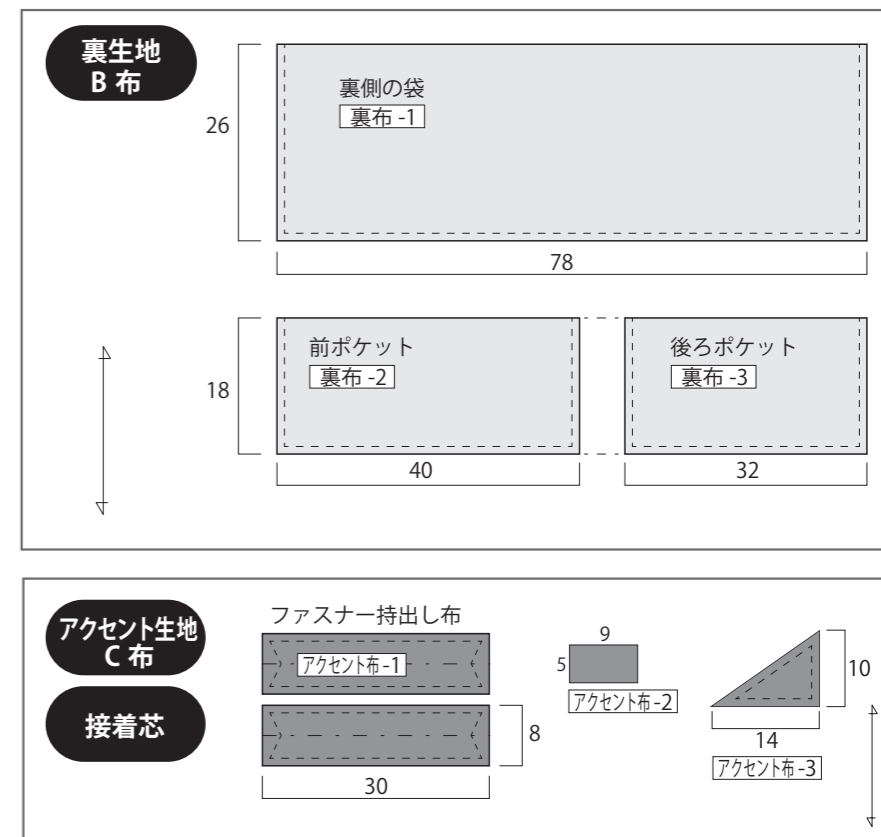 裏生地
B 布
裏側の袋
裏布 -1
26
78
前ポケット
裏布 -2
後ろポケット
裏布 -3
18
40
32
アクセント生地
C 布
接着芯
ファスナー持出し布
アクセント布-1
8
30
9
5
アクセント布-2
10
14
アクセント布-3